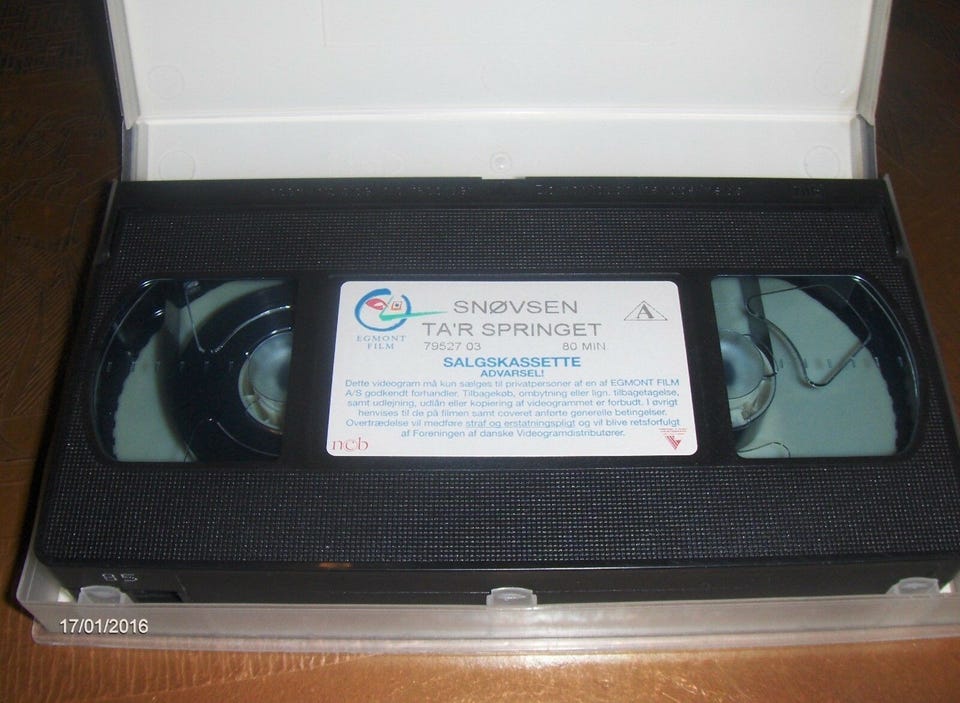 SNØVSEN
TA'R SPRINGET
A
EGMONT
FILM
79527 03 80 MIN
SALGSKASSETTE
ADVARSEL!
Dette videogram må kun sælges til privatpersoner af en af EGMONT FILM
A/S godkendt forhandler. Tilbagekøb, ombytning eller lign. tilbagetagelse,
samt udlejning, udlån eller kopiering af videogrammet er forbudt. I øvrigt
henvises til de på filmen samt coveret anførte generelle betingelser.
Overtrædelse vil medføre straf og erstatningspligt og vil blive retsforfulgt
af Foreningen af danske Videogramdistributører.
ncb
85
17/01/2016